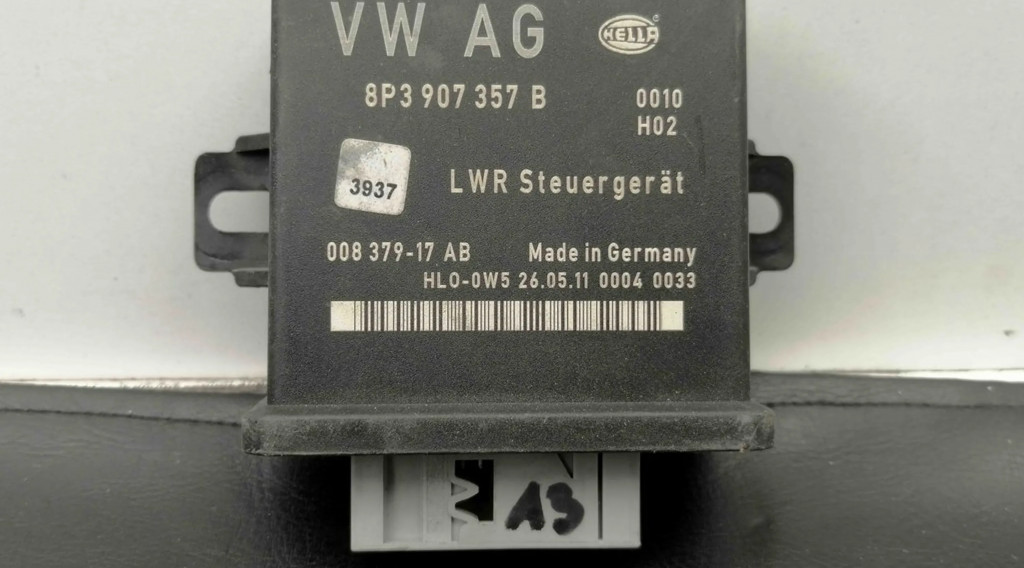 VW AG HELLA
8P3 907 357 B 0010
H02
3937 LWR Steuergerät
008 379-17 AB Made in Germany
HLO-0W5 26.05.11 0004 0033
A3